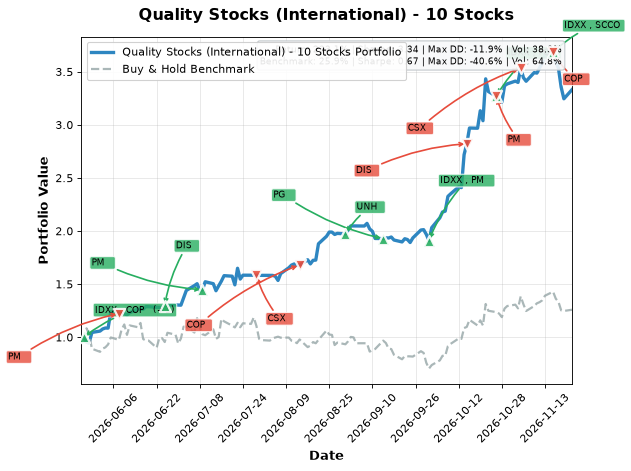 Quality Stocks (International) - 10 Stocks
IDXX , SCCO
Quality Stocks (International) - 10 Stocks Portfolio
34 | Max DD: -11.9% | Vol: 38.
Buy & Hold Benchmark
Benchmark: 25.9% | Sharpe: 67 | Max DD: -40.6% | Vol: 64.8%
COP
CSX
PM
DIS
IDXX , PM
PG
UNH
DIS
PM
IDXX , COP
COP
CSX
PM
3.5
3.0
2.5
2.0
1.5
1.0
Portfolio Value
2026-06-06
2026-06-22
2026-07-08
2026-07-24
2026-08-09
2026-08-25
2026-09-10
2026-09-26
2026-10-12
2026-10-28
2026-11-13
Date